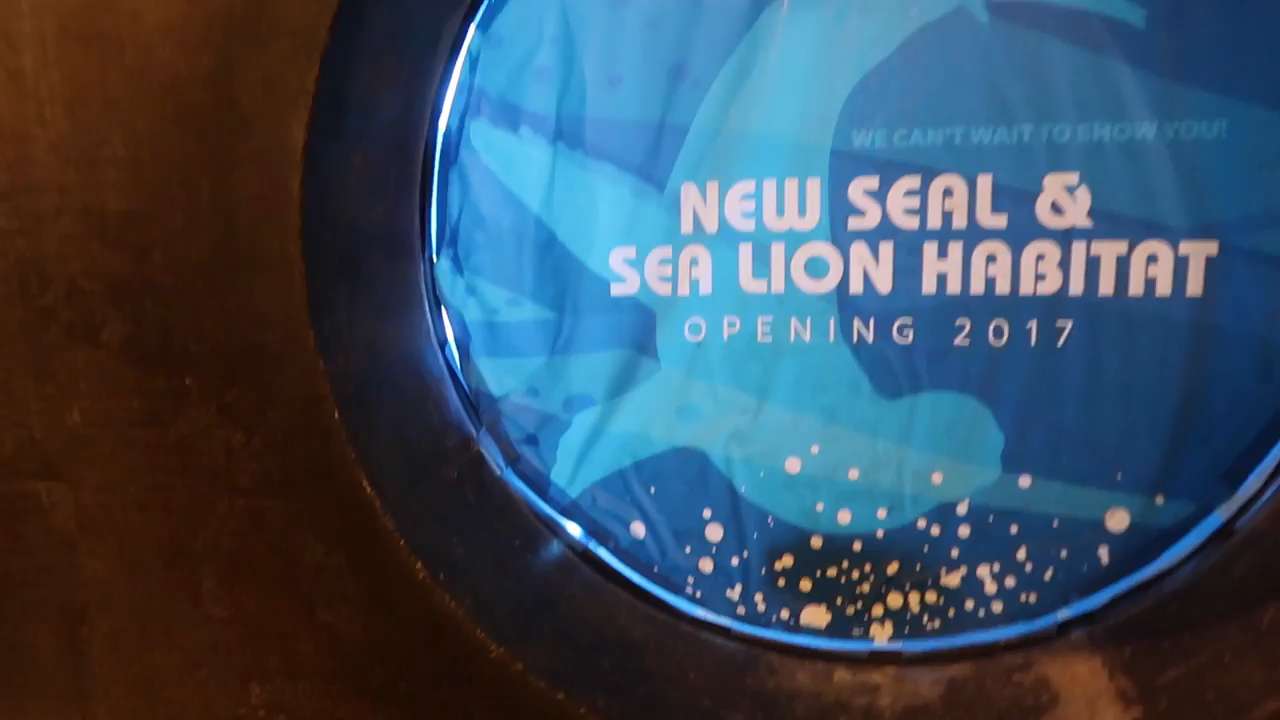 WE CAN'T WAIT TO SHOW YOU!
NEW SEAL &
SEA LION HABITAT
OPENING 2017